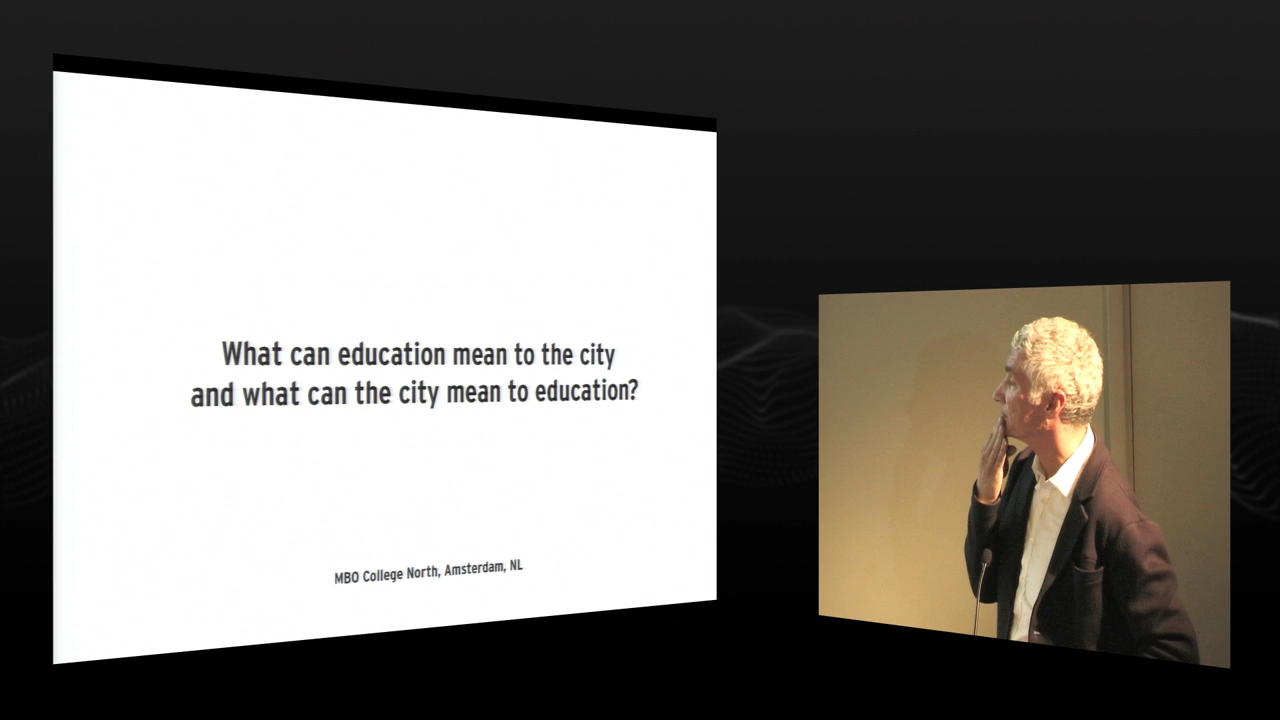 What can education mean to the city
and what can the city mean to education?
MBO College North, Amsterdam, NL